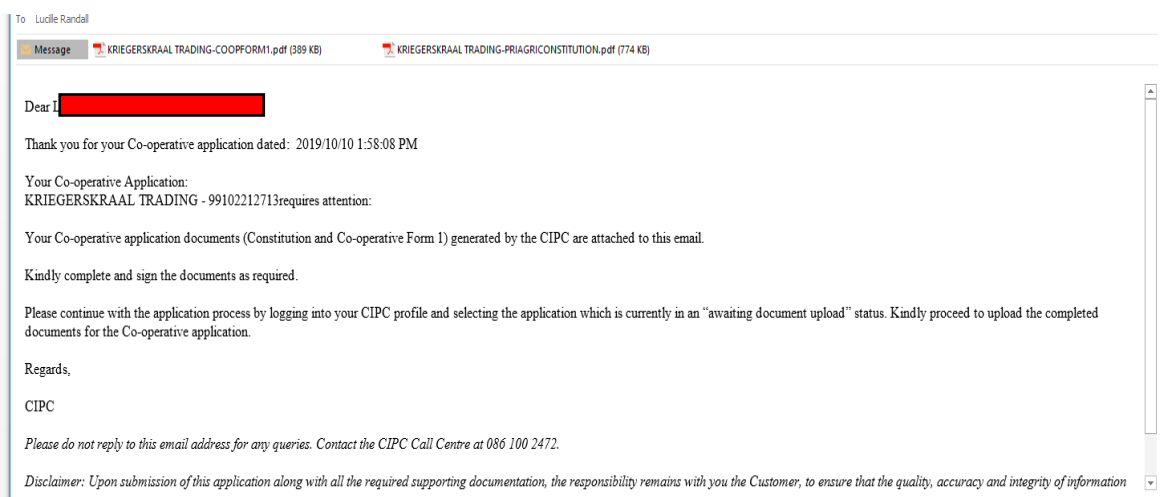 To Lucille Randall
Message KRIEGERSKRAAL TRADING-COOPFORM1.pdf (389 KB) KRIEGERSKRAAL TRADING-PRIAGRICONSTITUTION.pdf (774 KB)
Dear L
Thank you for your Co-operative application dated: 2019/10/10 1:58:08 PM
Your Co-operative Application:
KRIEGERSKRAAL TRADING - 99102212713requires attention:
Your Co-operative application documents (Constitution and Co-operative Form 1) generated by the CIPC are attached to this email.
Kindly complete and sign the documents as required.
Please continue with the application process by logging into your CIPC profile and selecting the application which is currently in an “awaiting document upload” status. Kindly proceed to upload the completed
documents for the Co-operative application.
Regards,
CIPC
Please do not reply to this email address for any queries. Contact the CIPC Call Centre at 086 100 2472.
Disclaimer: Upon submission of this application along with all the required supporting documentation, the responsibility remains with you the Customer, to ensure that the quality, accuracy and integrity of information